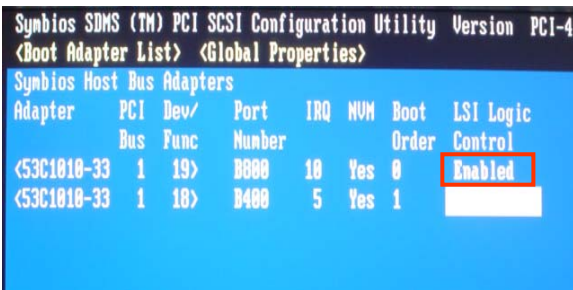 Symbios SDMS (TM) PCI SCSI Configuration Utility Version PCI-4
<Boot Adapter List> <Global Properties>
Symbios Host Bus Adapters
Adapter PCI Dev/ Port IRQ NVM Boot LSI Logic
Bus Func Number Order Control
<53C1010-33 1 19> B800 10 Yes 0 Enabled
<53C1010-33 1 18> B400 5 Yes 1